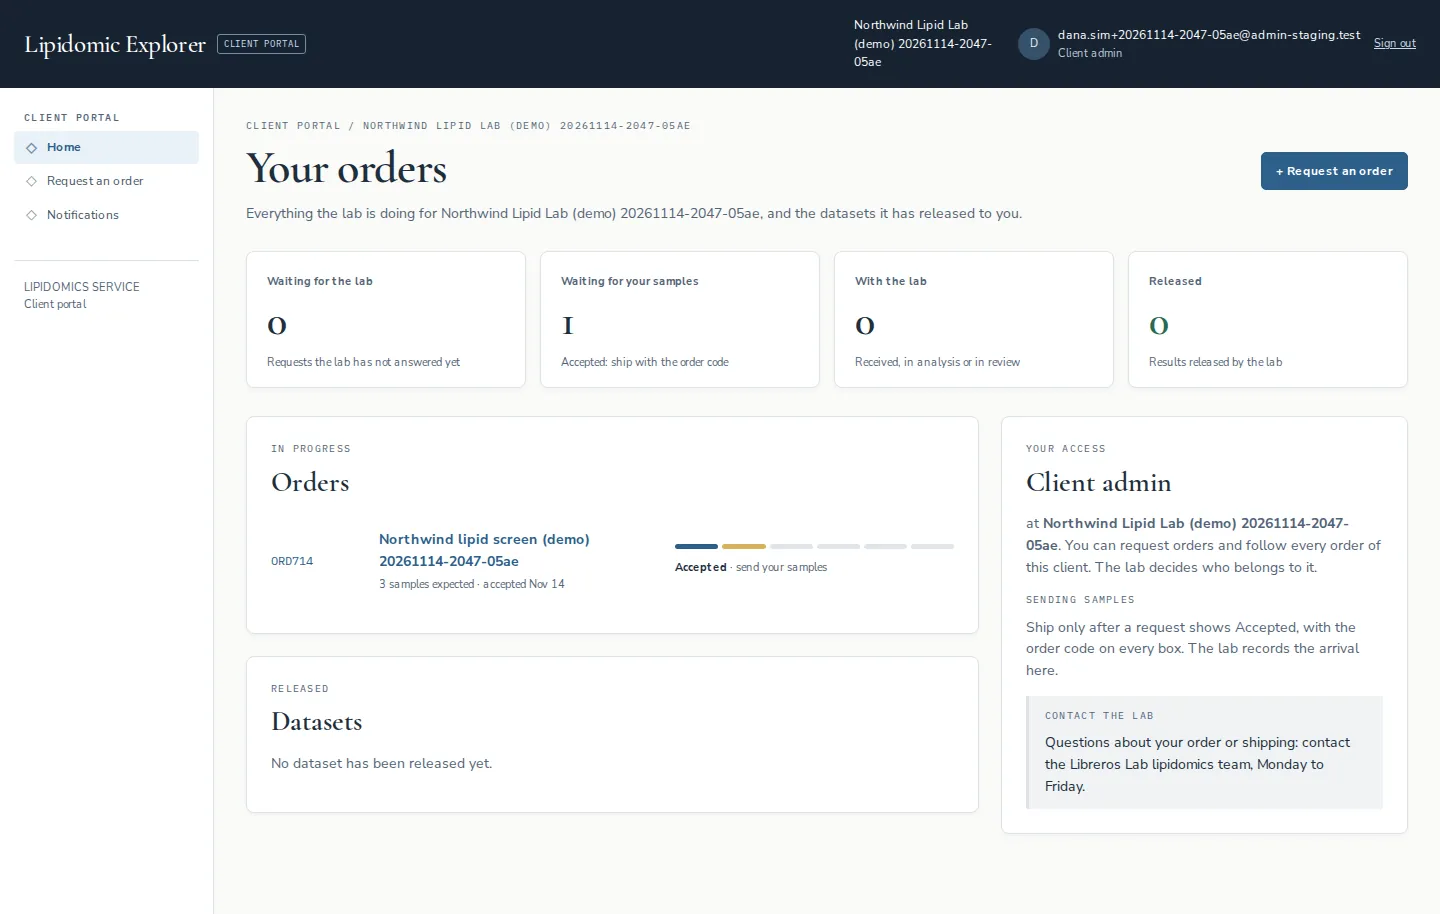 Lipidomic Explorer
CLIENT PORTAL
Northwind Lipid Lab
(demo) 20261114-2047-
05ae
D
dana.sim+20261114-2047-05ae@admin-staging.test
Client admin
Sign out
CLIENT PORTAL
Home
Request an order
Notifications
LIPIDOMICS SERVICE
Client portal
CLIENT PORTAL / NORTHWIND LIPID LAB (DEMO) 20261114-2047-05AE
Your orders
+ Request an order
Everything the lab is doing for Northwind Lipid Lab (demo) 20261114-2047-05ae, and the datasets it has released to you.
Waiting for the lab
0
Requests the lab has not answered yet
Waiting for your samples
1
Accepted: ship with the order code
With the lab
0
Received, in analysis or in review
Released
0
Results released by the lab
IN PROGRESS
Orders
ORD714
Northwind lipid screen (demo)
20261114-2047-05ae
3 samples expected · accepted Nov 14
Accepted · send your samples
RELEASED
Datasets
No dataset has been released yet.
YOUR ACCESS
Client admin
at Northwind Lipid Lab (demo) 20261114-2047-
05ae. You can request orders and follow every order of
this client. The lab decides who belongs to it.
SENDING SAMPLES
Ship only after a request shows Accepted, with the
order code on every box. The lab records the arrival
here.
CONTACT THE LAB
Questions about your order or shipping: contact
the Libreros Lab lipidomics team, Monday to
Friday.